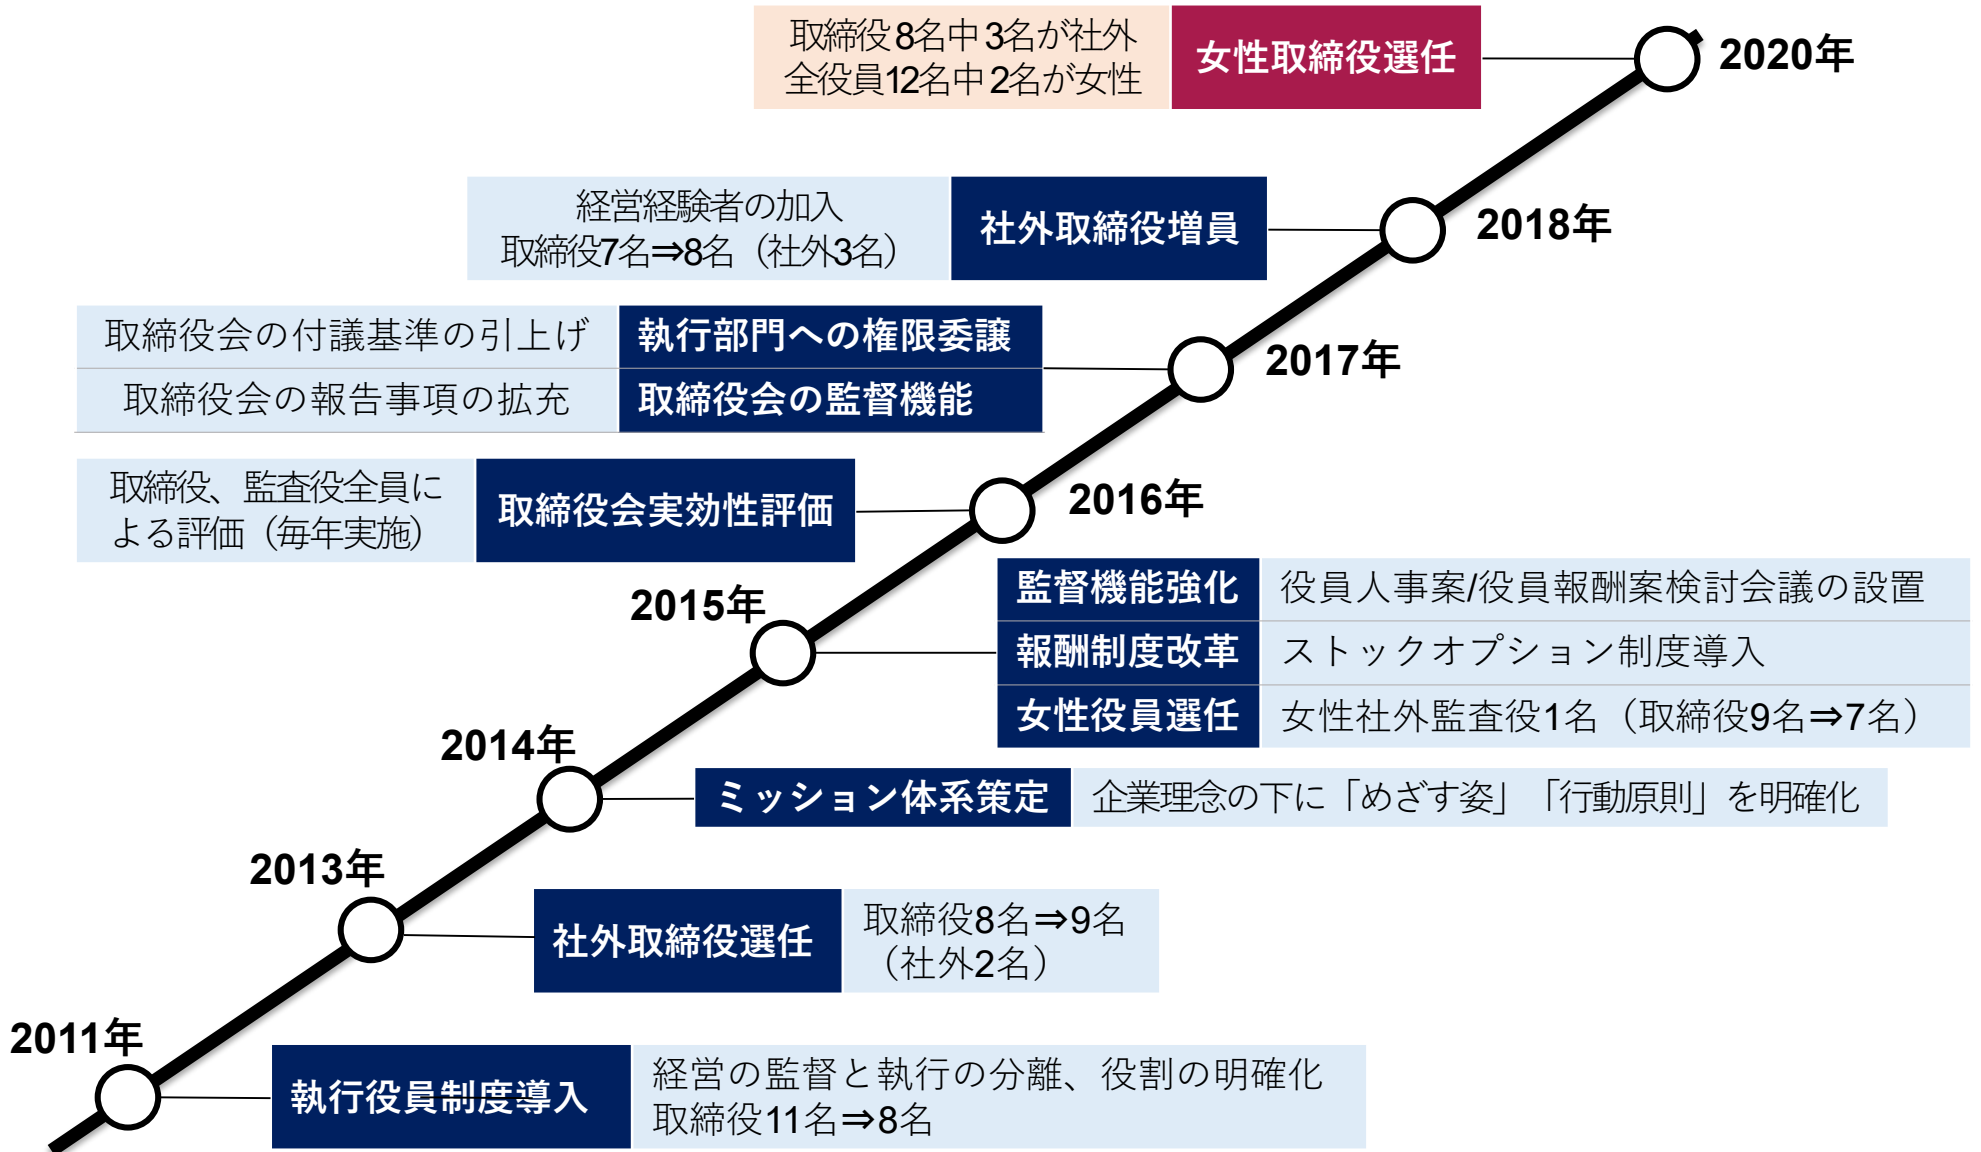 取締役8名中3名が社外
全役員12名中2名が女性
女性取締役選任
2020年
経営経験者の加入
取締役7名⇒8名（社外3名）
社外取締役増員
2018年
取締役会の付議基準の引上げ
執行部門への権限委譲
取締役会の報告事項の拡充
取締役会の監督機能
2017年
取締役、監査役全員に
よる評価（毎年実施）
取締役会実効性評価
2016年
2015年
監督機能強化
役員人事案/役員報酬案検討会議の設置
報酬制度改革
ストックオプション制度導入
女性役員選任
女性社外監査役1名（取締役9名⇒7名）
2014年
ミッション体系策定
企業理念の下に「めざす姿」「行動原則」を明確化
2013年
社外取締役選任
取締役8名⇒9名
（社外2名）
2011年
執行役員制度導入
経営の監督と執行の分離、役割の明確化
取締役11名⇒8名